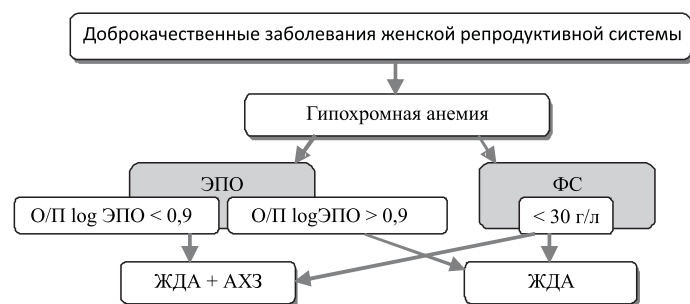 Доброкачественные заболевания женской репродуктивной системы
Гипохромная анемия
ЭПО
ФС
О/П log ЭПО < 0,9
О/П logЭПО > 0,9
< 30 г/л
ЖДА + АХЗ
ЖДА